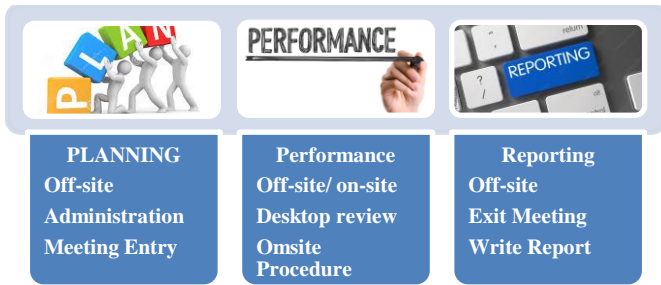 PLAN
PERFORMANCE
return
REPORTING
?
/
PLANNING
Off-site
Administration
Meeting Entry
Performance
Off-site/ on-site
Desktop review
Omsite
Procedure
Reporting
Off-site
Exit Meeting
Write Report